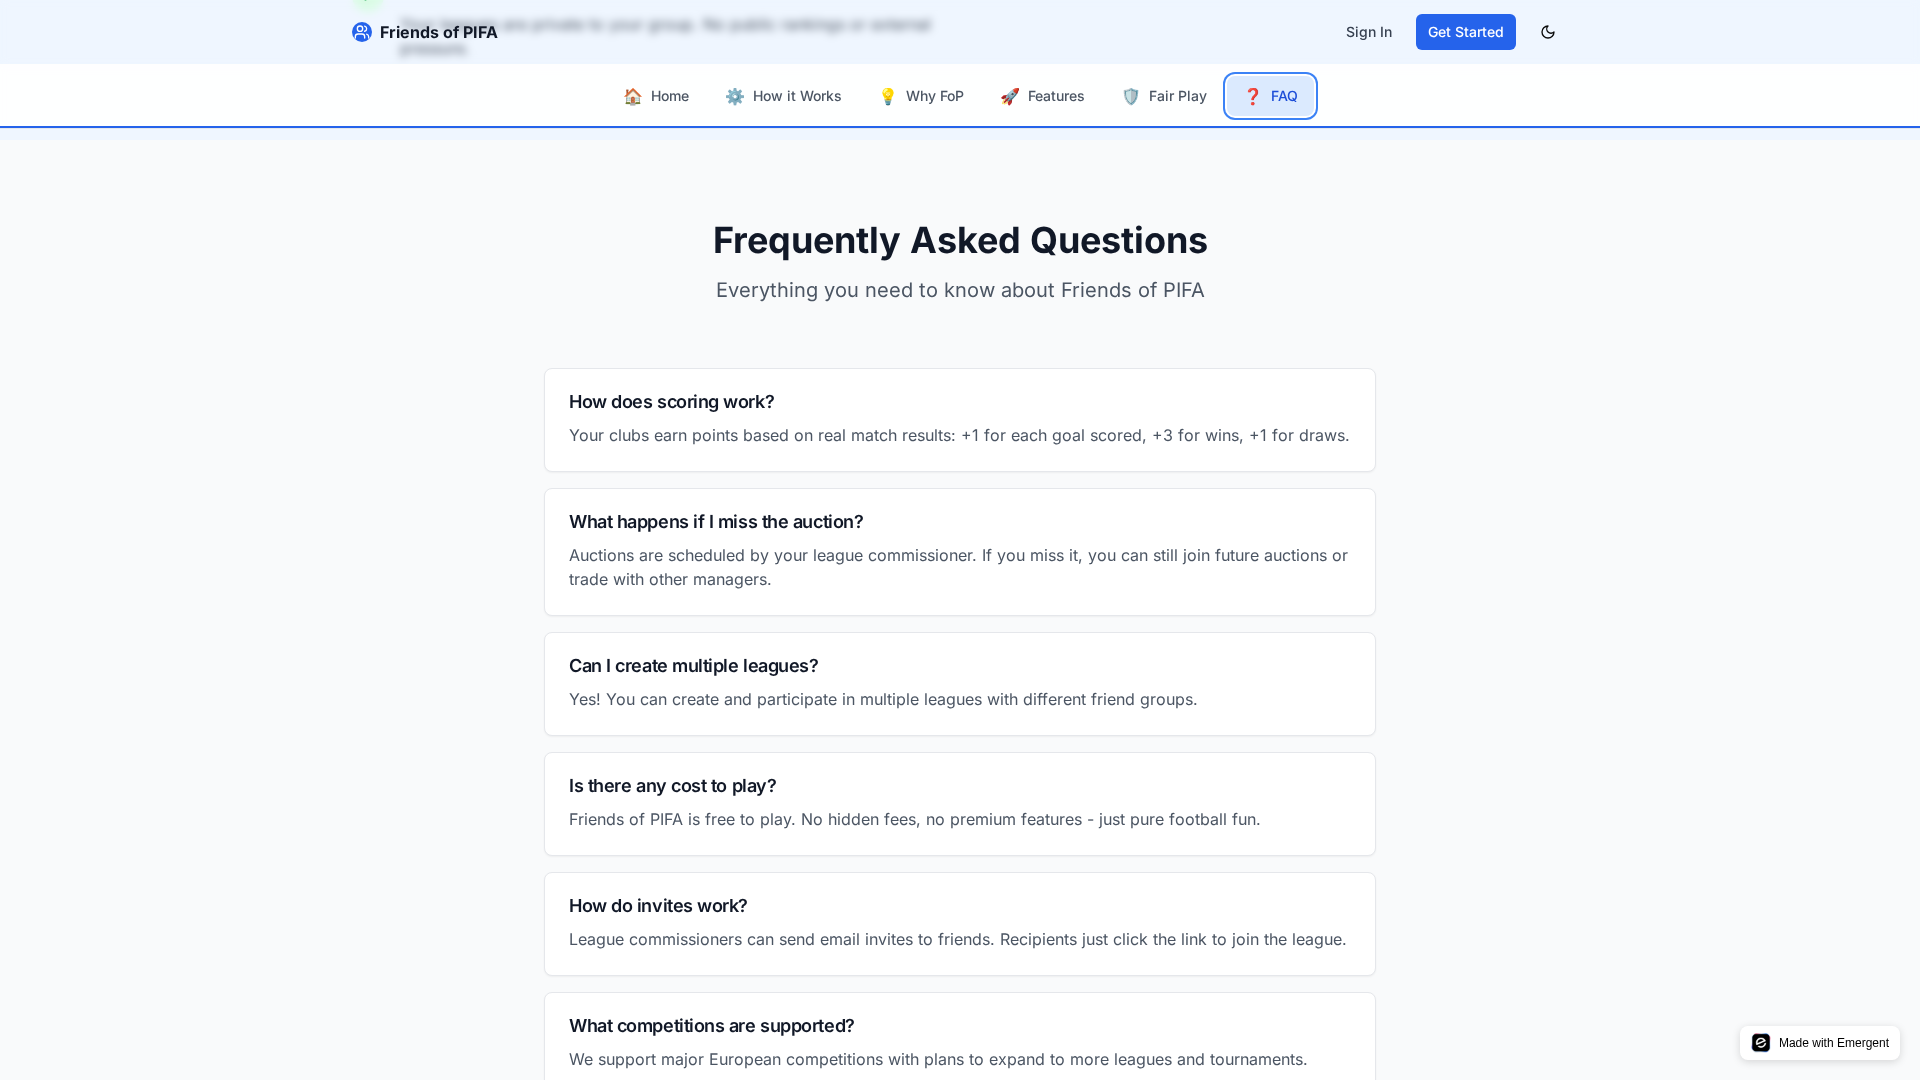 are private to your group. No public rankings or external
pressure.
Friends of PIFA
Sign In
Get Started
Home
How it Works
Why FoP
Features
Fair Play
FAQ
Frequently Asked Questions
Everything you need to know about Friends of PIFA
How does scoring work?
Your clubs earn points based on real match results: +1 for each goal scored, +3 for wins, +1 for draws.
What happens if I miss the auction?
Auctions are scheduled by your league commissioner. If you miss it, you can still join future auctions or
trade with other managers.
Can I create multiple leagues?
Yes! You can create and participate in multiple leagues with different friend groups.
Is there any cost to play?
Friends of PIFA is free to play. No hidden fees, no premium features - just pure football fun.
How do invites work?
League commissioners can send email invites to friends. Recipients just click the link to join the league.
What competitions are supported?
We support major European competitions with plans to expand to more leagues and tournaments.
Made with Emergent